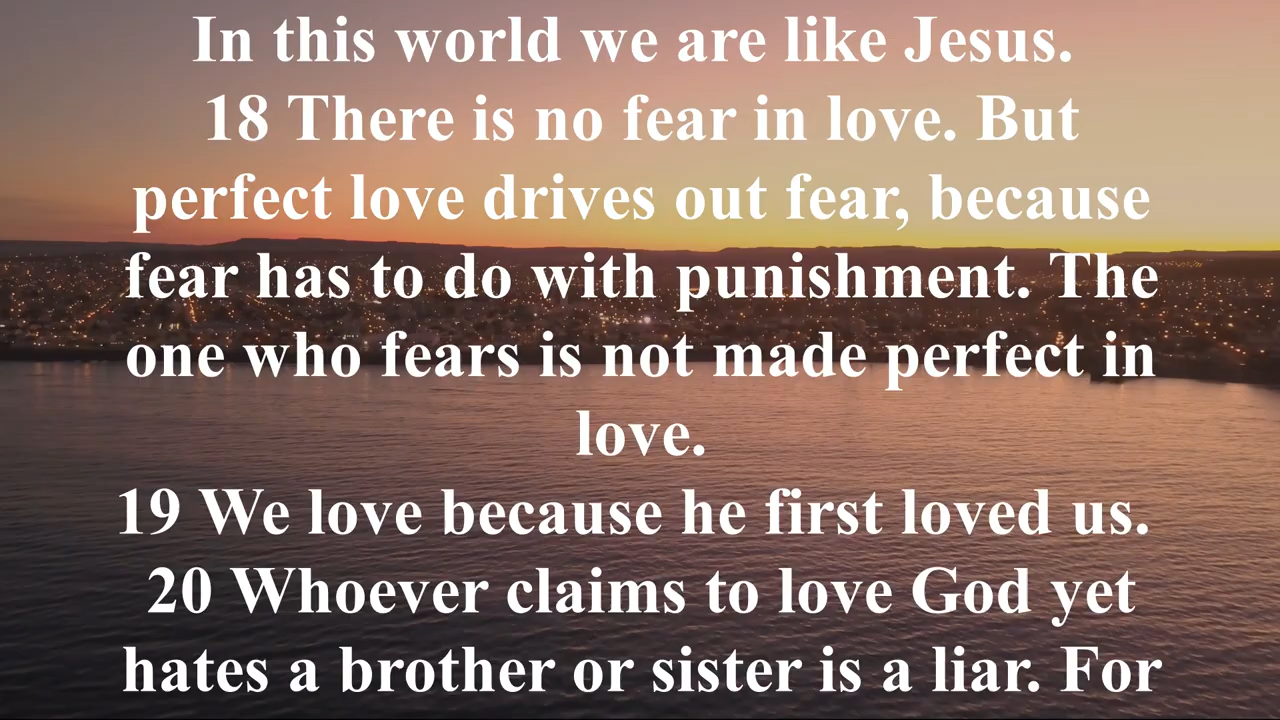 In this world we are like Jesus.
18 There is no fear in love. But
perfect love drives out fear, because
fear has to do with punishment. The
one who fears is not made perfect in
love.
19 We love because he first loved us.
20 Whoever claims to love God yet
hates a brother or sister is a liar. For